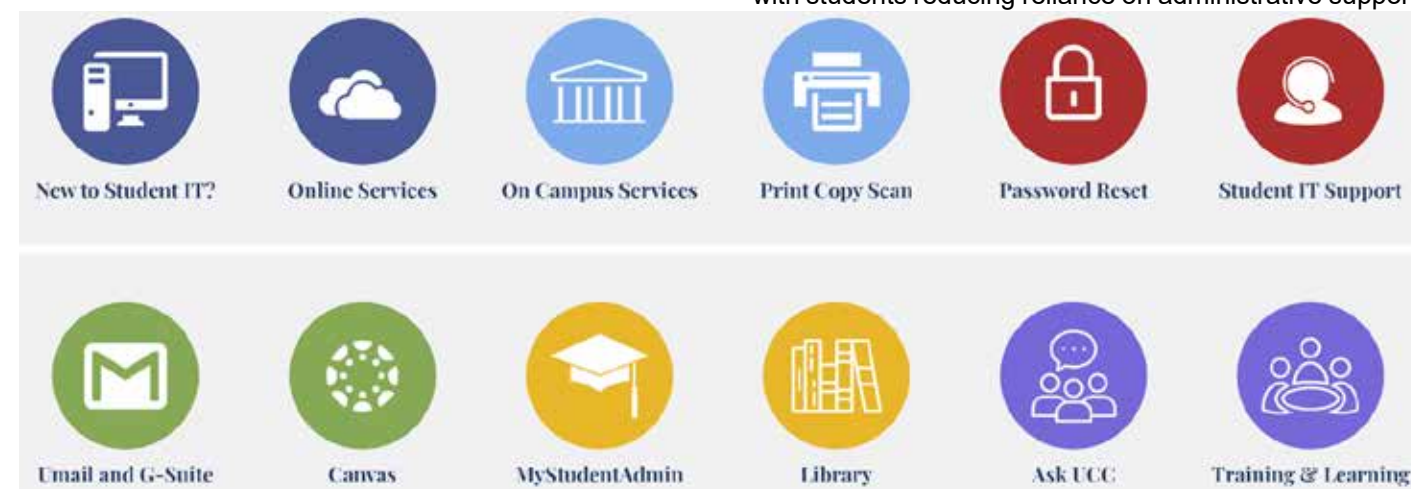 with students reducing reliance on administrative suppor
New to Student IT?
Online Services
On Campus Services
Print Copy Scan
Password Reset
Student IT Support
Umail and G-Suite
Canvas
MyStudentAdmin
Library
Ask UCC
Training & Learning